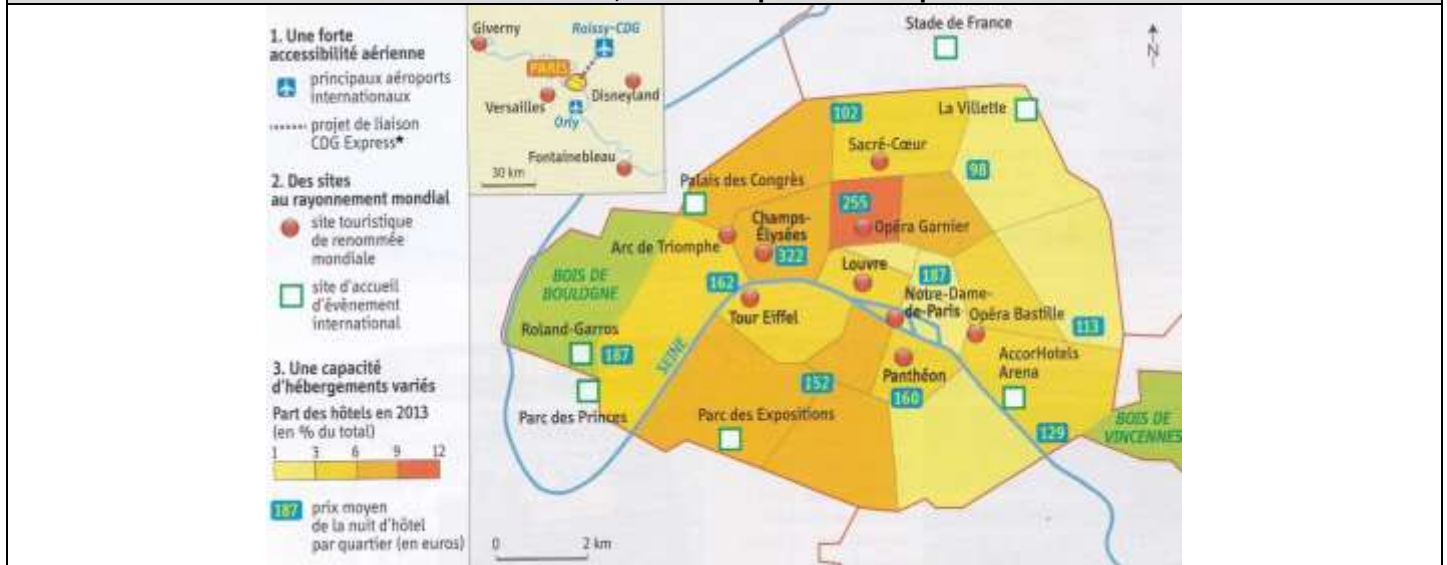 1. Une forte
accessibilité aérienne
principaux aéroports
internationaux
projet de liaison
CDG Express*
2. Des sites
au rayonnement mondial
site touristique
de renommée
mondiale
site d'accueil
d'évènement
international
3. Une capacité
d'hébergements variés
Part des hôtels en 2013
(en % du total)
1 3 6 9 12
187 prix moyen
de la nuit d'hôtel
par quartier (en euros)
Giverny
Roissy-CDG
PARIS
Versailles
Disneyland
Orly
Fontainebleau
30 km
Stade de France
N
La Villette
102
Sacré-Cœur
98
Palais des Congrès
255
Opéra Garnier
Champs-
Élysées
322
Arc de Triomphe
Louvre
187
BOIS DE
BOULOGNE
162
Tour Eiffel
Notre-Dame-
de-Paris
Opéra Bastille
113
Roland-Garros
187
SEINE
AccorHotels
Arena
Panthéon
152
160
Parc des Princes
Parc des Expositions
129
BOIS DE
VINCENNES
0 2 km